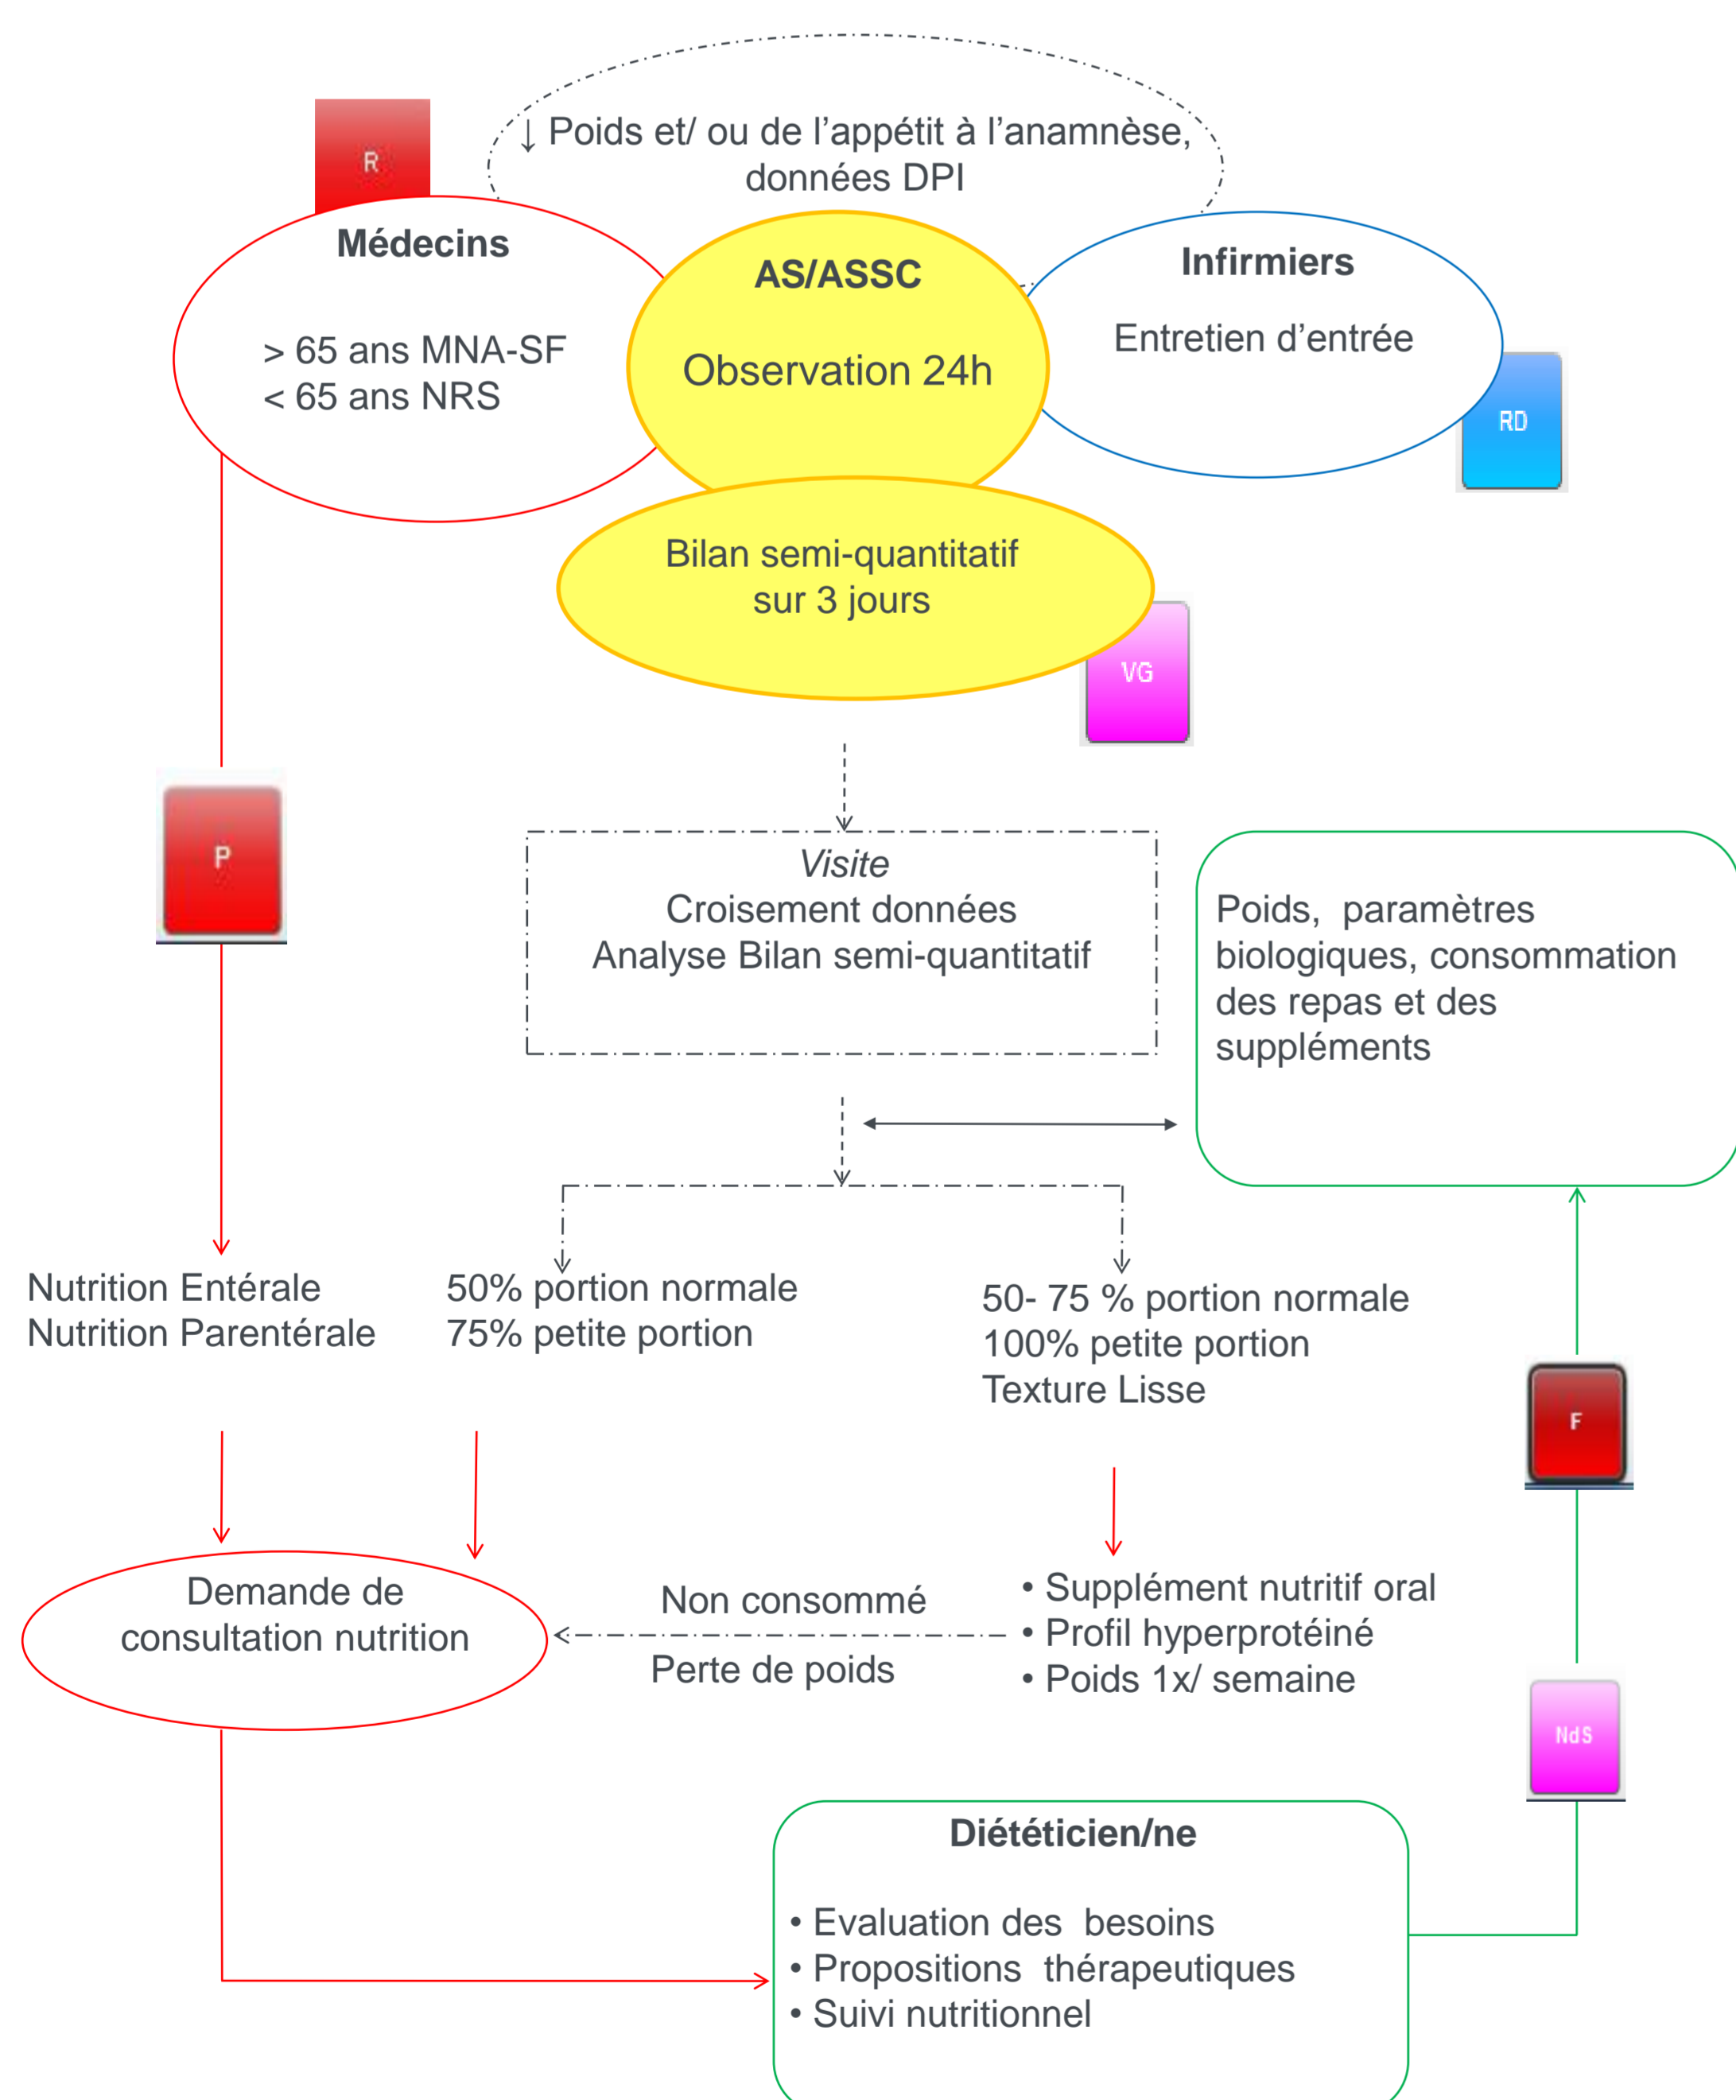 ↓ Poids et/ ou de l’appétit à l’anamnèse,
données DPI
R
Médecins
> 65 ans MNA-SF
< 65 ans NRS
AS/ASSC
Observation 24h
Infirmiers
Entretien d’entrée
RD
Bilan semi-quantitatif
sur 3 jours
VG
P
Visite
Croisement données
Analyse Bilan semi-quantitatif
Poids,  paramètres
biologiques, consommation
des repas et des
suppléments
Nutrition Entérale
Nutrition Parentérale
50% portion normale
75% petite portion
50- 75 % portion normale
100% petite portion
Texture Lisse
F
Demande de
consultation nutrition
Non consommé
Perte de poids
• Supplément nutritif oral
• Profil hyperprotéiné
• Poids 1x/ semaine
NdS
Diététicien/ne
• Evaluation des  besoins
• Propositions  thérapeutiques
• Suivi nutritionnel